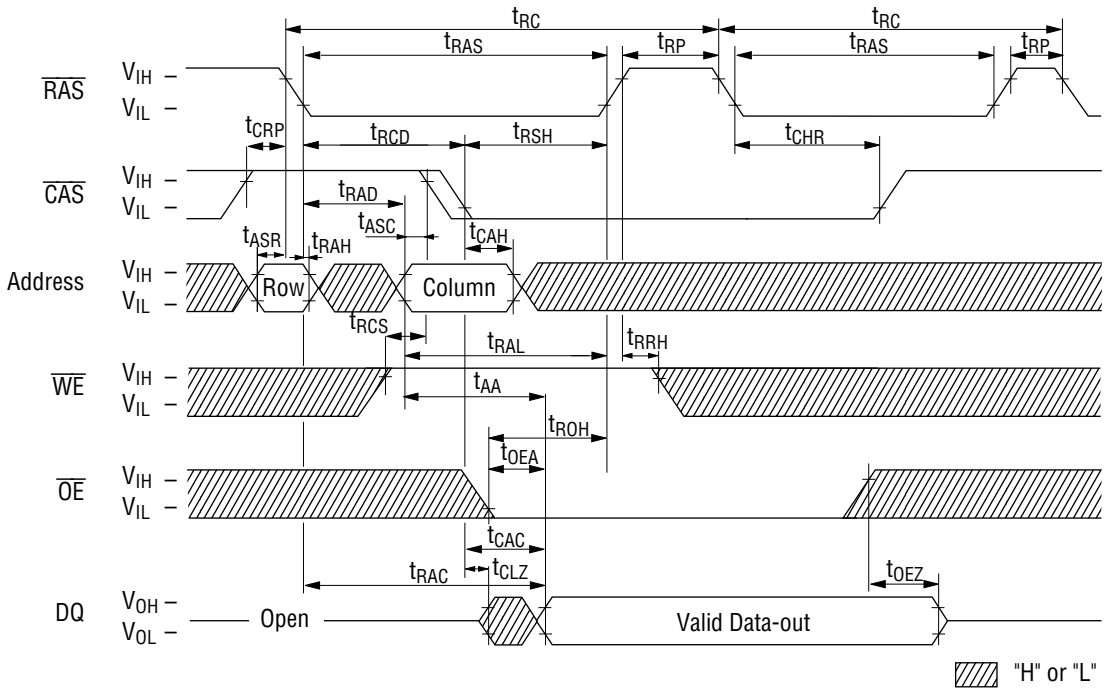 tRC tRC
tRAS tRP tRAS tRP
RAS VIH VIL
tCRP tRCD tRSH tCHR
CAS VIH VIL
tRAD
tASC
tASR tRAH tCAH
Address VIH VIL Row Column
tRCS tRAL tRRH
WE VIH VIL
tAA
tROH
tOEA
OE VIH VIL
tCAC
tRAC tCLZ tOEZ
DQ VOH VOL Open Valid Data-out
"H" or "L"